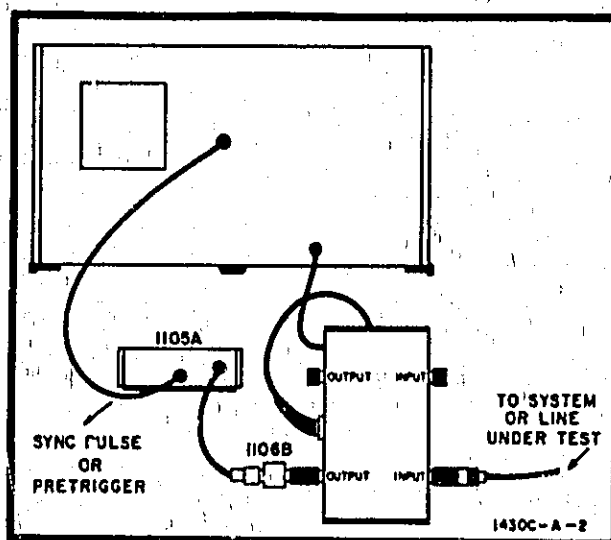 1105A
OUTPUT
INPUT
TO SYSTEM
OR LINE
UNDER TEST
SYNC PULSE
OR
PRETRIGGER
1106B
OUTPUT
INPUT
1430C-A-2